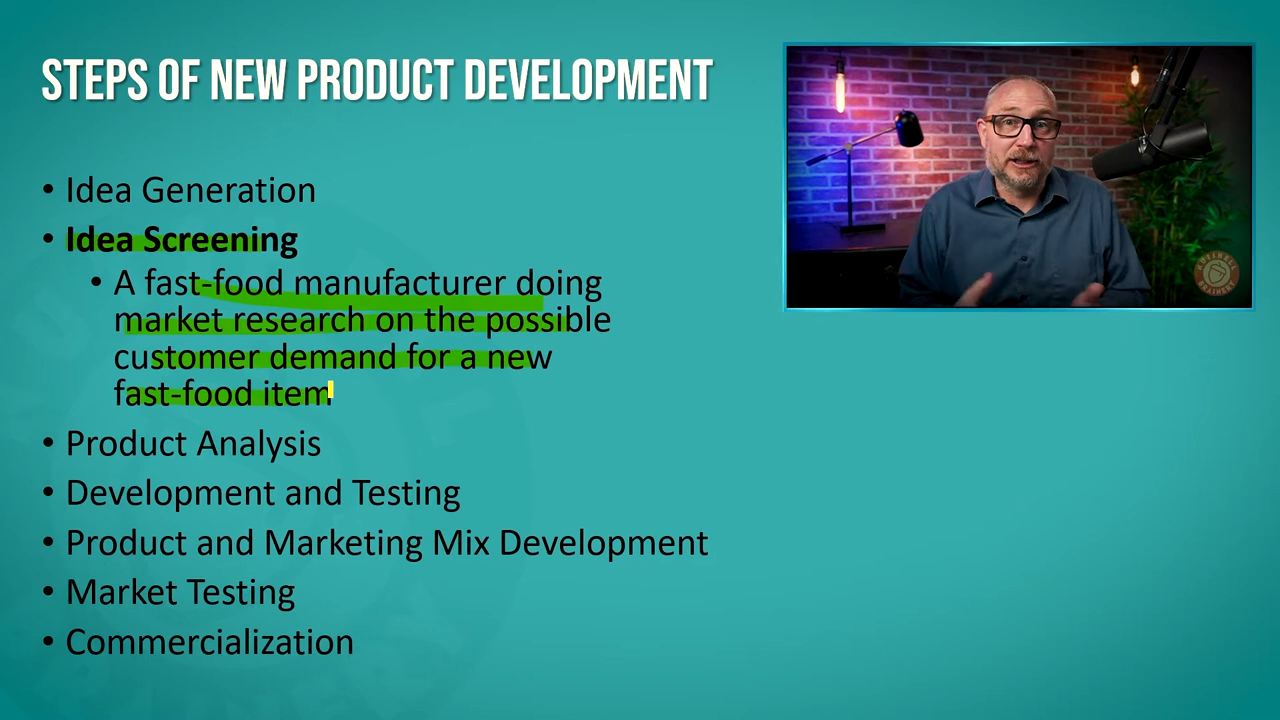 STEPS OF NEW PRODUCT DEVELOPMENT
• Idea Generation
• Idea Screening
• A fast-food manufacturer doing
market research on the possible
customer demand for a new
fast-food item
• Product Analysis
• Development and Testing
• Product and Marketing Mix Development
• Market Testing
• Commercialization